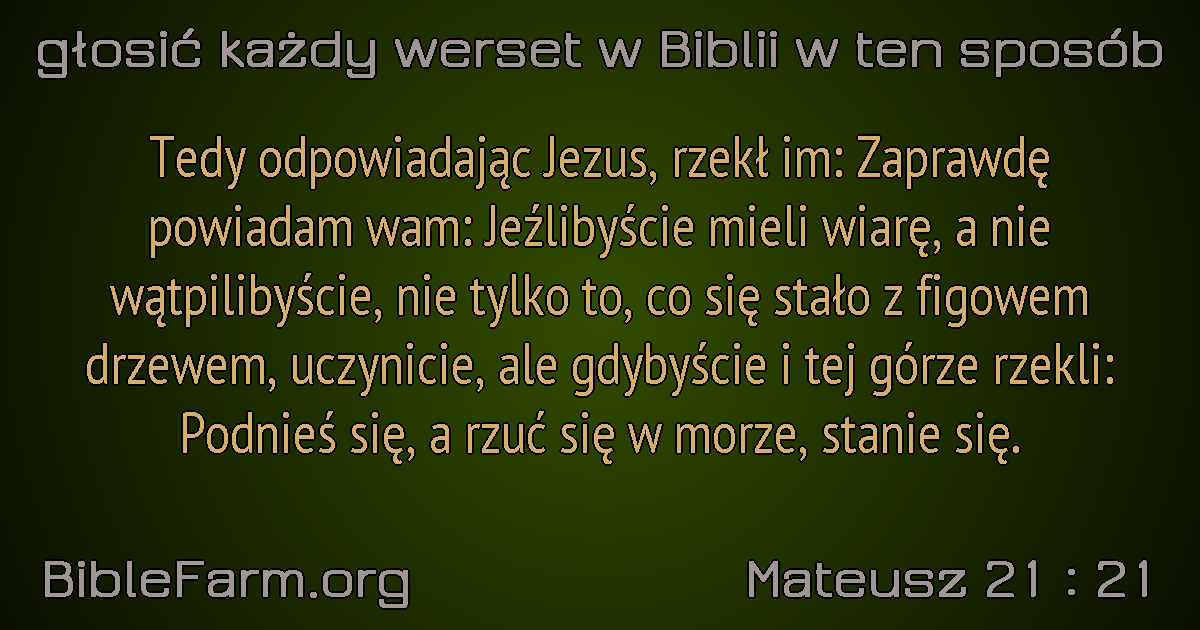 głosić każdy werset w Biblii w ten sposób
Tedy odpowiadając Jezus, rzekł im: Zaprawdę
powiadam wam: Jeźlibyście mieli wiarę, a nie
wątpilibyście, nie tylko to, co się stało z figowem
drzewem, uczynicie, ale gdybyście i tej górze rzekli:
Podnieś się, a rzuć się w morze, stanie się.
BibleFarm.org
Mateusz 21 : 21